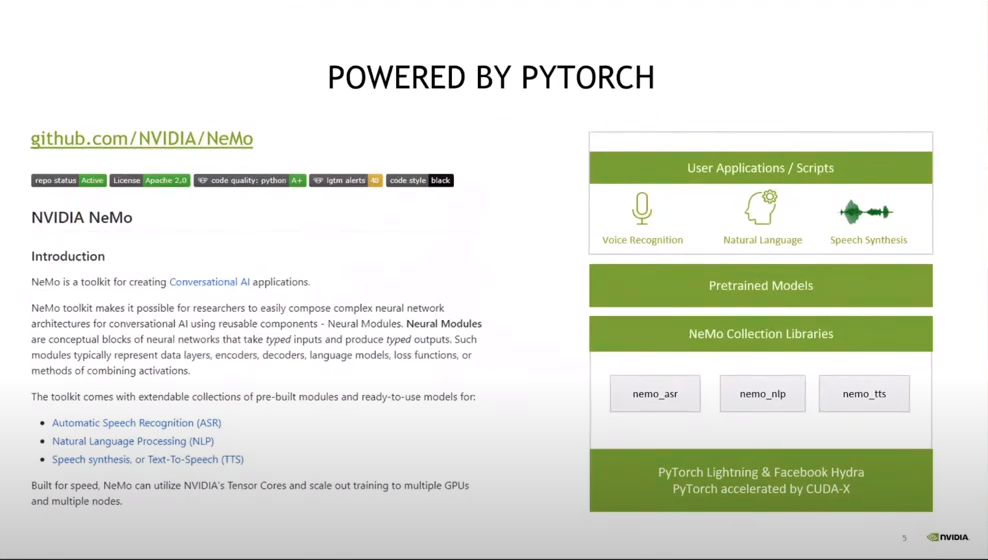 POWERED BY PYTORCH
github.com/NVIDIA/NeMo
repo status Active License Apache 2.0 code quality: python A+ lgtm alerts 40 code style black
NVIDIA NeMo
Introduction
NeMo is a toolkit for creating Conversational AI applications.
NeMo toolkit makes it possible for researchers to easily compose complex neural network
architectures for conversational AI using reusable components - Neural Modules. Neural Modules
are conceptual blocks of neural networks that take typed inputs and produce typed outputs. Such
modules typically represent data layers, encoders, decoders, language models, loss functions, or
methods of combining activations.
The toolkit comes with extendable collections of pre-built modules and ready-to-use models for:
• Automatic Speech Recognition (ASR)
• Natural Language Processing (NLP)
• Speech synthesis, or Text-To-Speech (TTS)
Built for speed, NeMo can utilize NVIDIA's Tensor Cores and scale out training to multiple GPUs
and multiple nodes.
User Applications / Scripts
Voice Recognition Natural Language Speech Synthesis
Pretrained Models
NeMo Collection Libraries
nemo_asr nemo_nlp nemo_tts
PyTorch Lightning & Facebook Hydra
PyTorch accelerated by CUDA-X
5 NVIDIA.